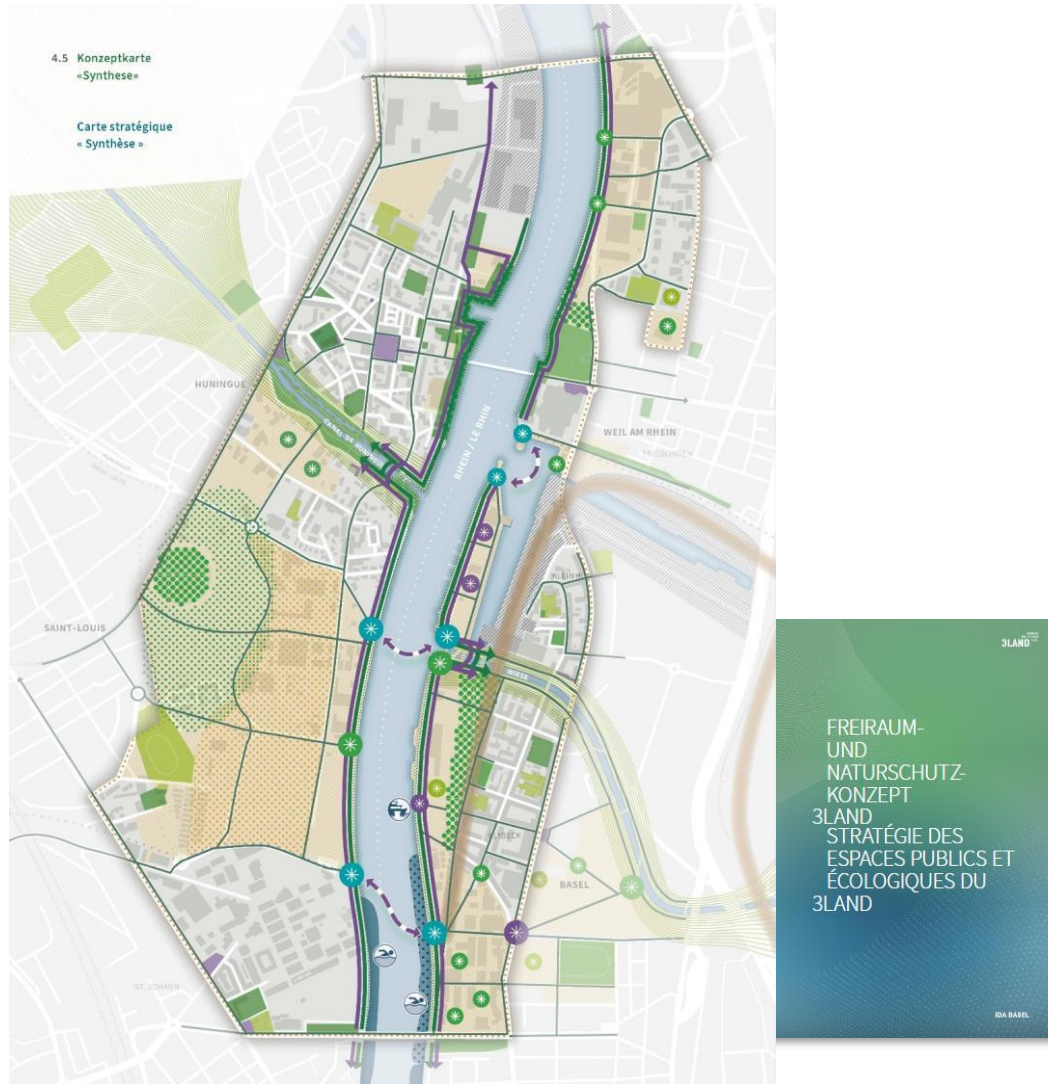 4.5 Konzeptkarte
«Synthese»
Carte stratégique
« Synthèse »
HUNINGUE
CANAL DE HUNINGUE
RHEIN / LE RHIN
WEIL AM RHEIN
FRIEDLINGEN
SAINT-LOUIS
WIESE
KLYBECK
BASEL
ST. JOHANN
3LAND
FREIRAUM-
UND
NATURSCHUTZ-
KONZEPT
3LAND
STRATÉGIE DES
ESPACES PUBLICS ET
ÉCOLOGIQUES DU
3LAND
IBA BASEL